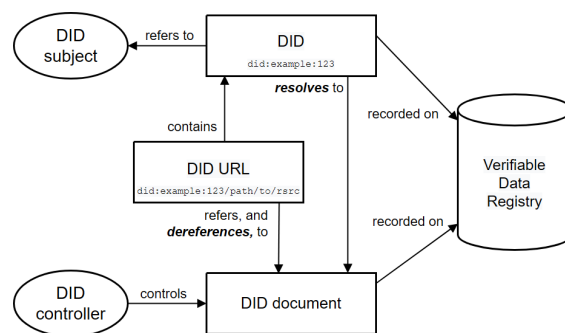 DID
subject
refers to
DID
did:example:123
resolves to
recorded on
contains
DID URL
did:example:123/path/to/rsrc
Verifiable
Data
Registry
refers, and
dereferences, to
recorded on
DID
controller
controls
DID document